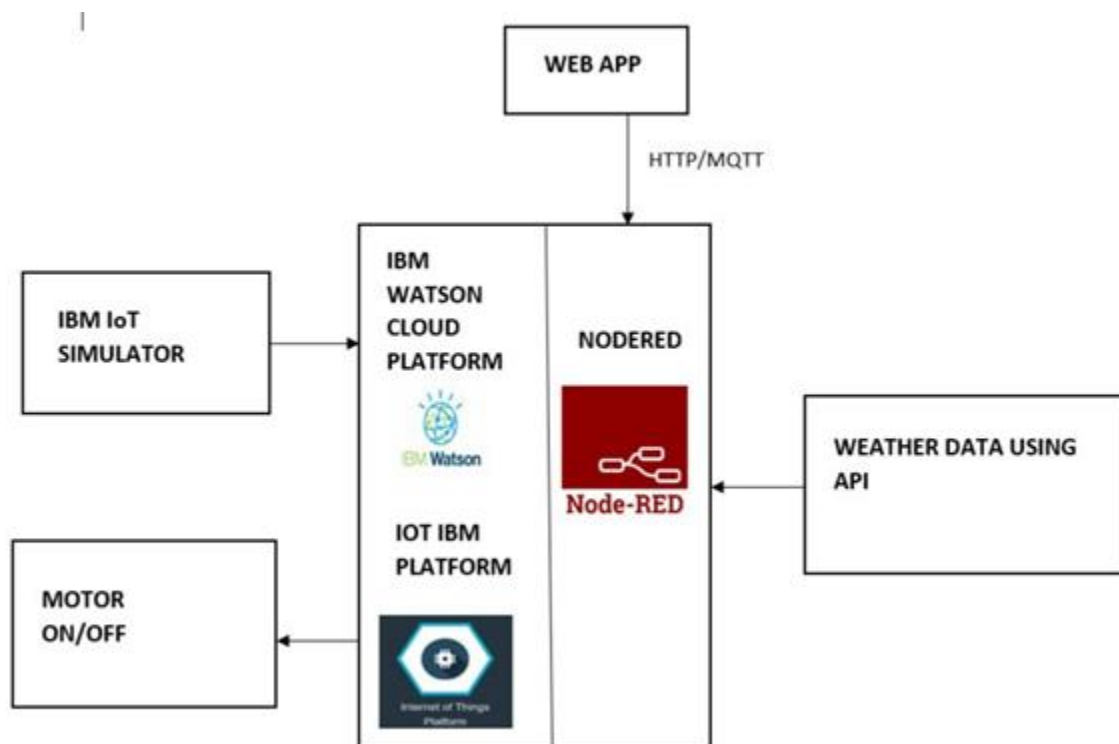 WEB APP
HTTP/MQTT
IBM
WATSON
CLOUD
PLATFORM
NODERED
IBM IoT
SIMULATOR
IBM Watson
Node-RED
WEATHER DATA USING
API
IOT IBM
PLATFORM
MOTOR
ON/OFF
Internet of Things
Platform